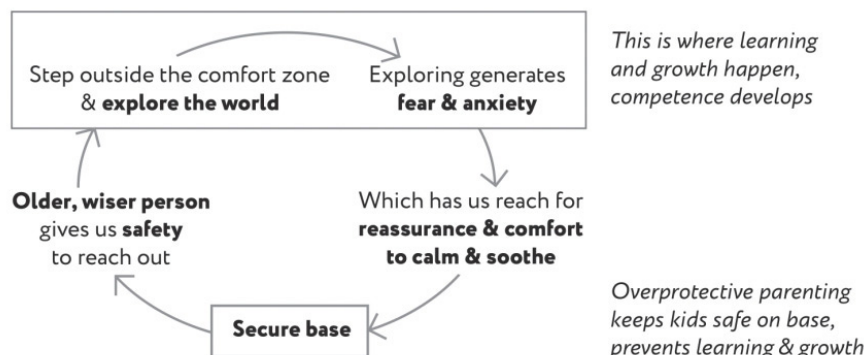 Step outside the comfort zone
& explore the world
Exploring generates
fear & anxiety
This is where learning
and growth happen,
competence develops
Older, wiser person
gives us safety
to reach out
Which has us reach for
reassurance & comfort
to calm & soothe
Secure base
Overprotective parenting
keeps kids safe on base,
prevents learning & growth